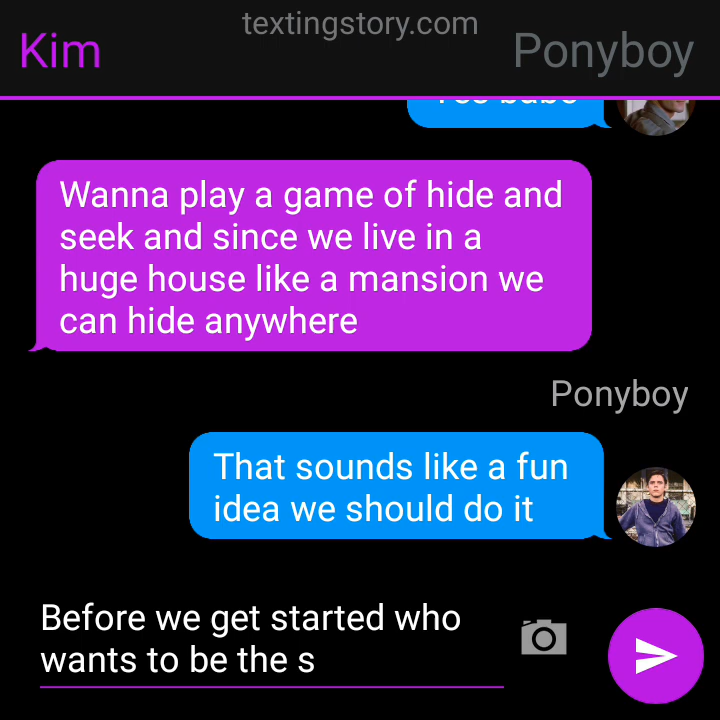 textingstory.com
Kim
Ponyboy
Wanna play a game of hide and
seek and since we live in a
huge house like a mansion we
can hide anywhere
Ponyboy
That sounds like a fun
idea we should do it
Before we get started who
wants to be the s